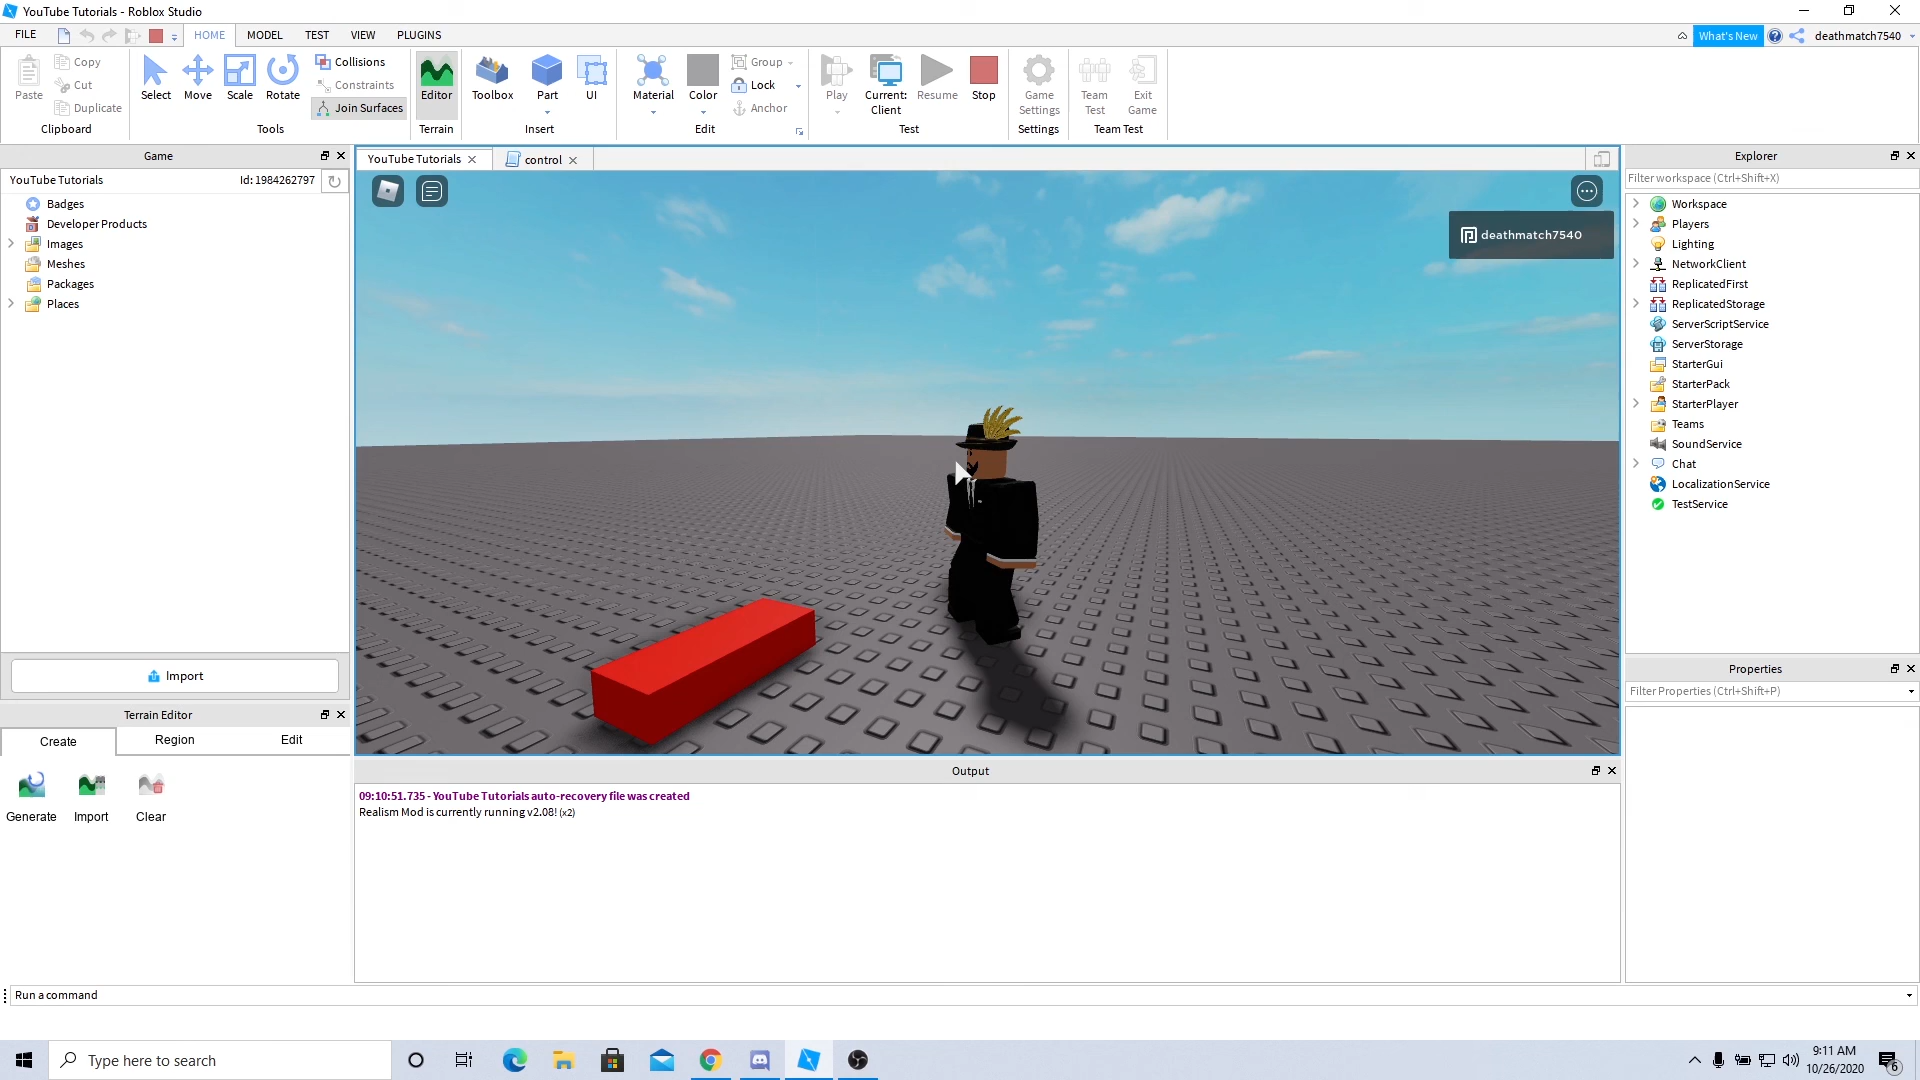 YouTube Tutorials - Roblox Studio
FILE HOME MODEL TEST VIEW PLUGINS What's New deathmatch7540
Paste Copy Cut Duplicate Clipboard
Select Move Scale Rotate Collisions Constraints Join Surfaces Tools
Editor Terrain
Toolbox Part UI Insert
Material Color Group Lock Anchor Edit
Play Current: Client Resume Stop Test
Game Settings Settings
Team Test Exit Game Team Test
Game
YouTube Tutorials Id: 1984262797
Badges
Developer Products
Images
Meshes
Packages
Places
Import
Terrain Editor
Create Region Edit
Generate Import Clear
YouTube Tutorials control
deathmatch7540
Output
09:10:51.735 - YouTube Tutorials auto-recovery file was created
Realism Mod is currently running v2.08! (x2)
Explorer
Filter workspace (Ctrl+Shift+X)
Workspace
Players
Lighting
NetworkClient
ReplicatedFirst
ReplicatedStorage
ServerScriptService
ServerStorage
StarterGui
StarterPack
StarterPlayer
Teams
SoundService
Chat
LocalizationService
TestService
Properties
Filter Properties (Ctrl+Shift+P)
Run a command
Type here to search
9:11 AM
10/26/2020
6